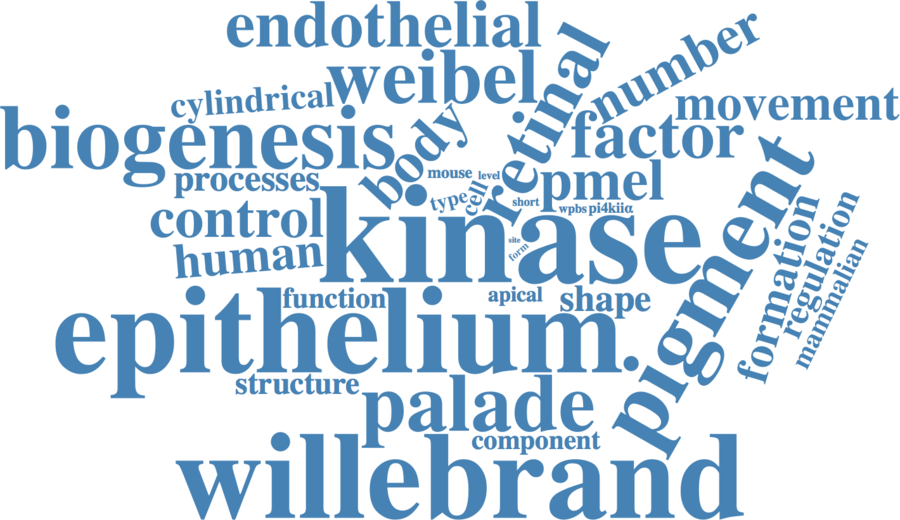 endothelial
weibel
retinal
number
cylindrical
movement
biogenesis
body
factor
processes
mouse
level
pmel
type
cell
short
wpbs
pi4kiiα
control
kinase
pigment
human
site
form
formation
regulation
mammalian
function
apical
shape
epithelium.
structure
palade
component
willebrand